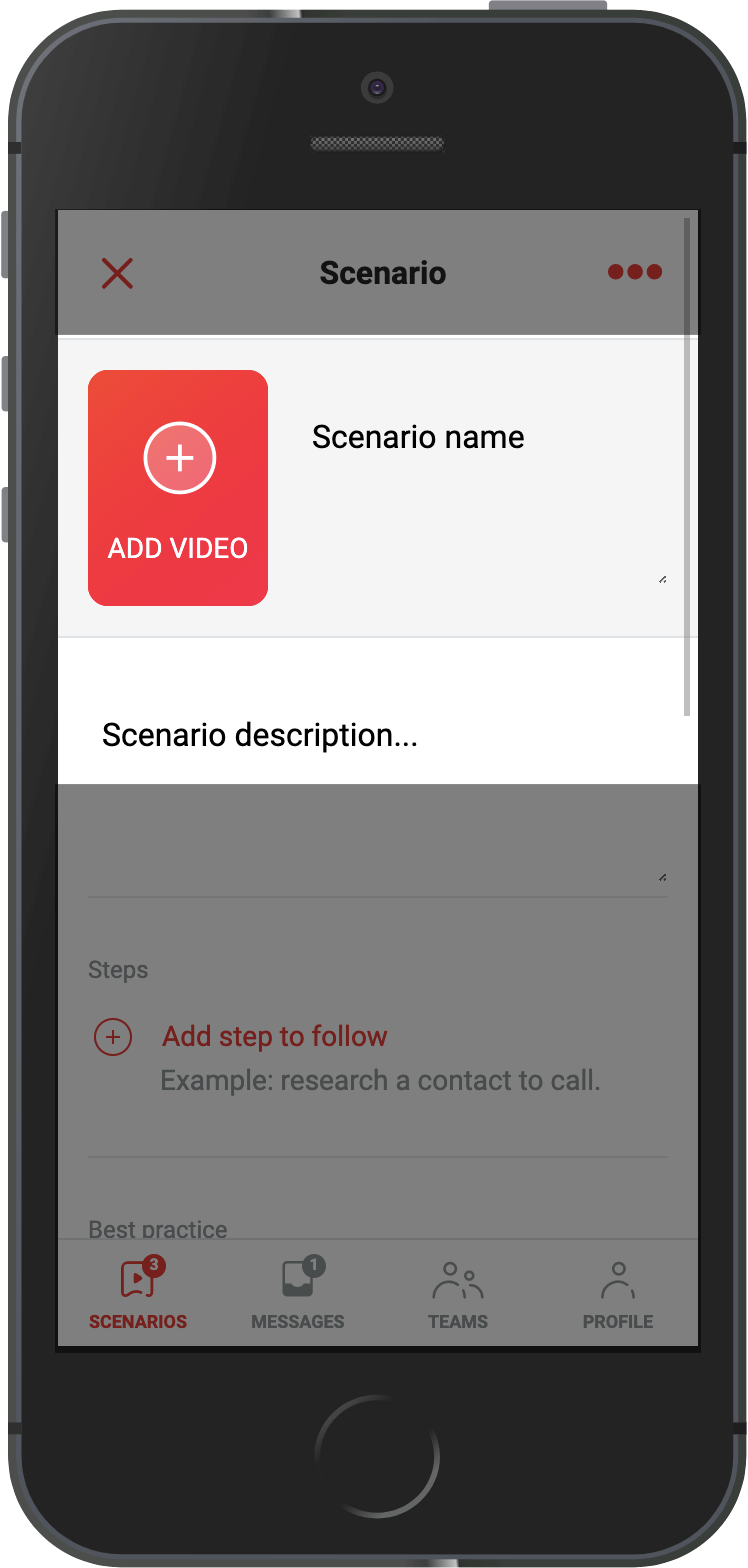 Scenario
Scenario name
ADD VIDEO
Scenario description...
Steps
Add step to follow
Example: research a contact to call.
Best practice
3
1
SCENARIOS
MESSAGES
TEAMS
PROFILE